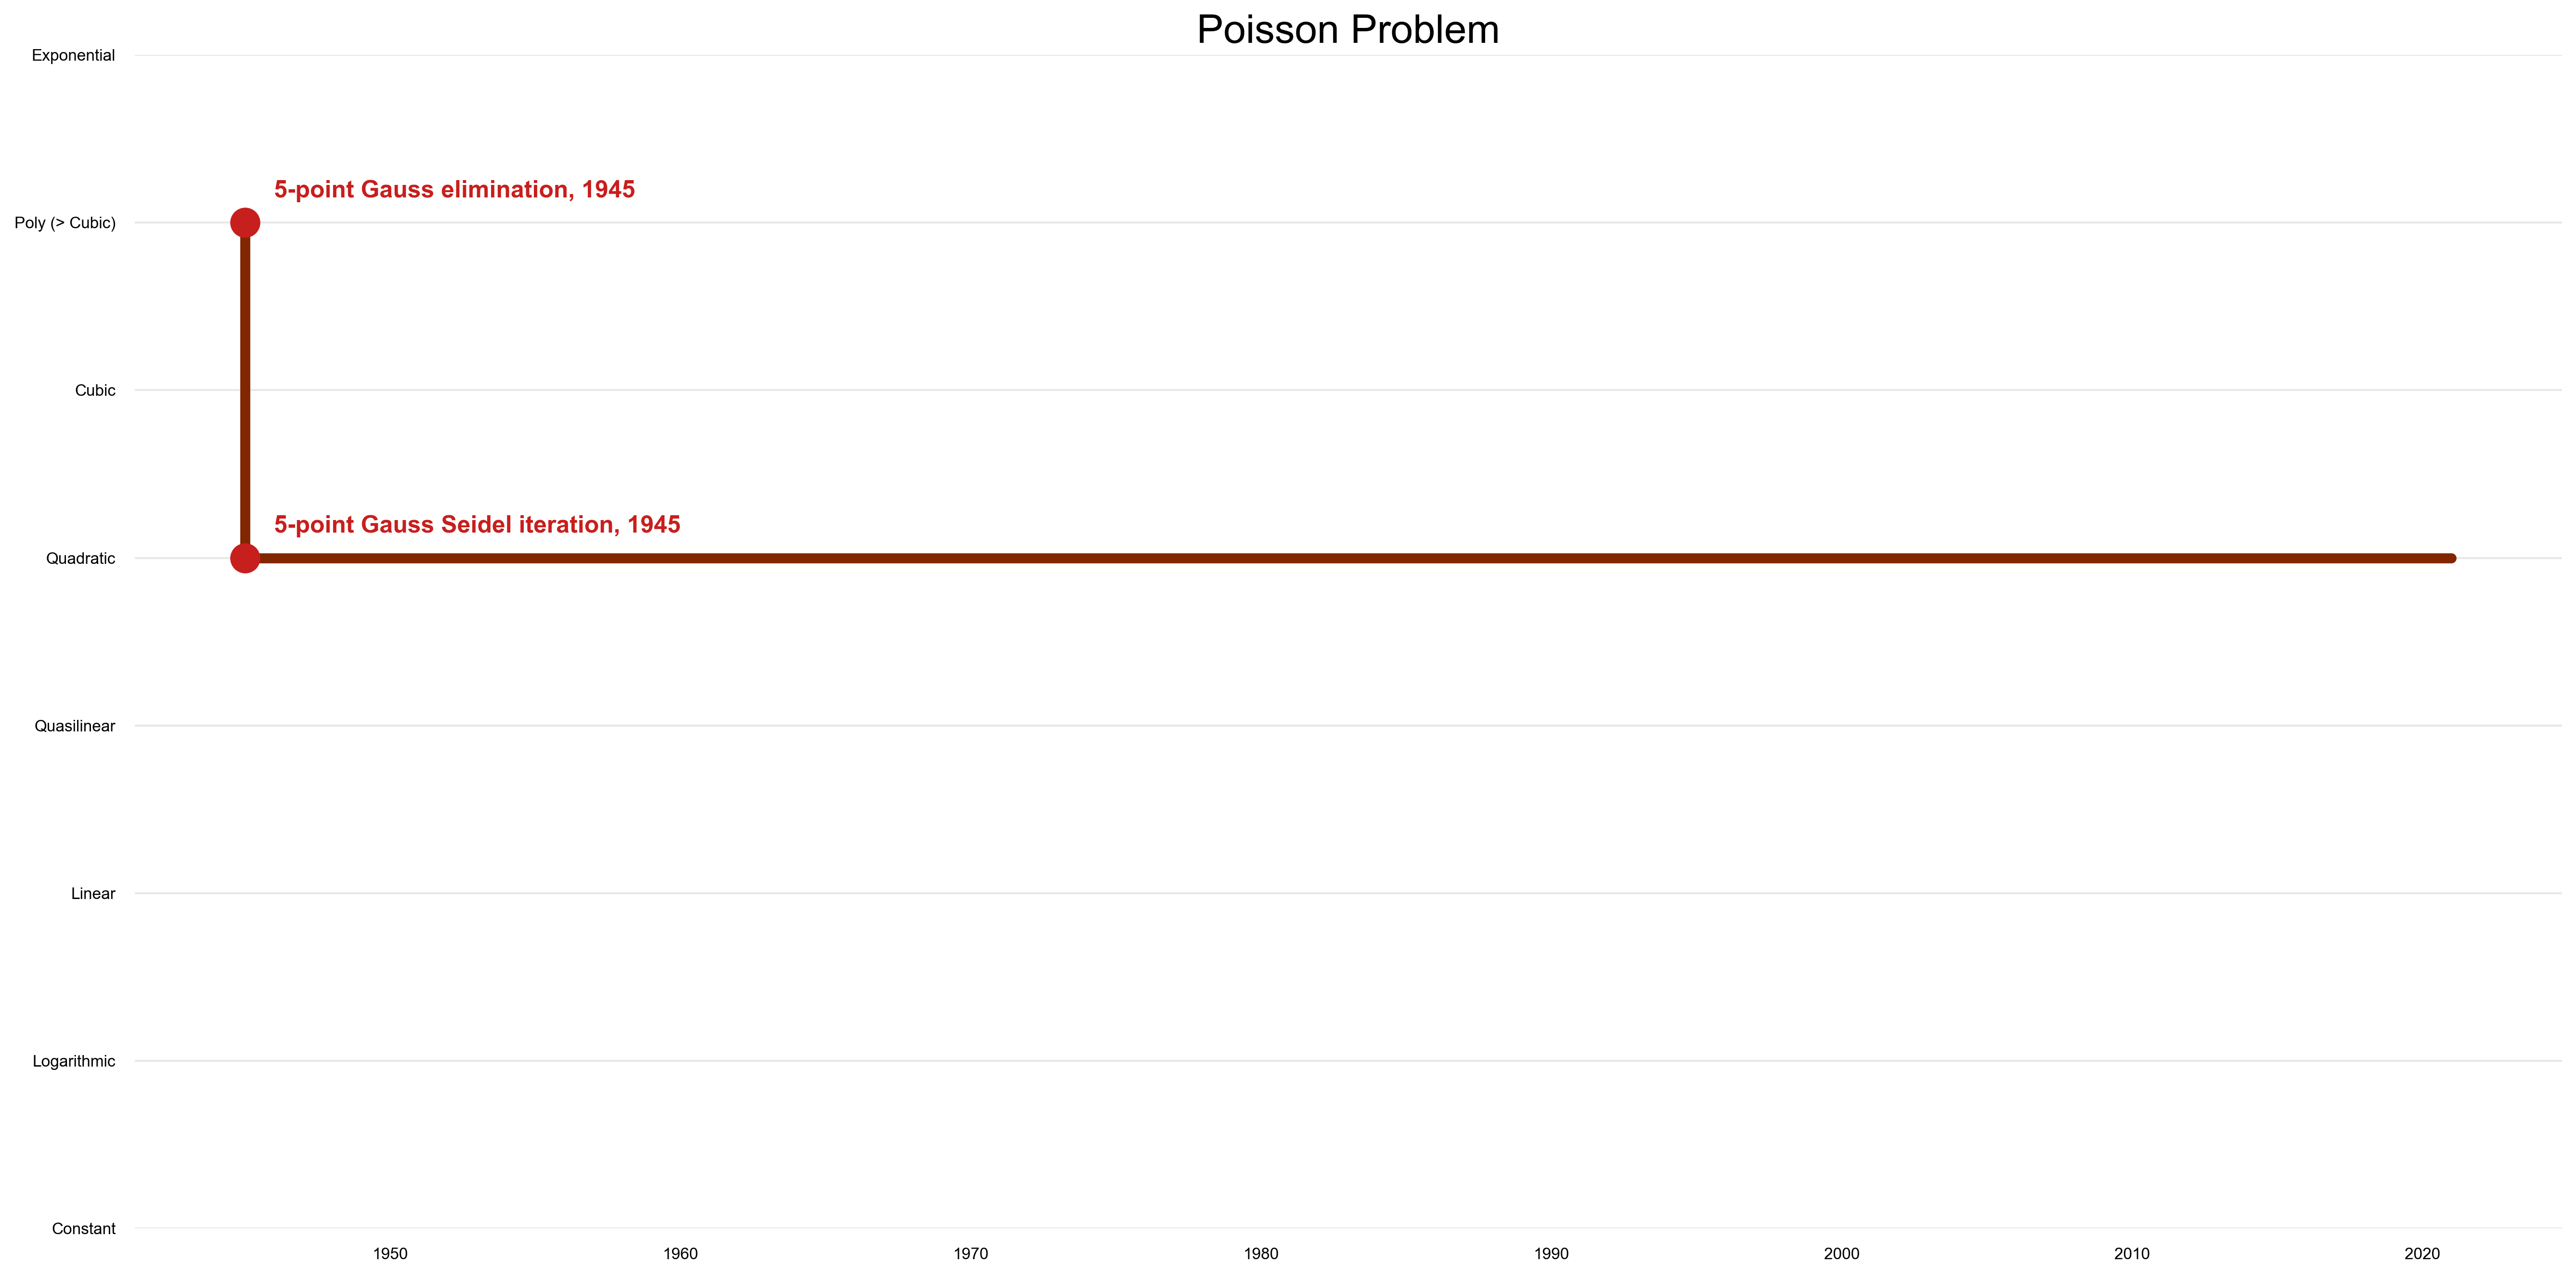 Poisson Problem
Exponential
5-point Gauss elimination, 1945
Poly (> Cubic)
Cubic
5-point Gauss Seidel iteration, 1945
Quadratic
Quasilinear
Linear
Logarithmic
Constant
1950 1960 1970 1980 1990 2000 2010 2020